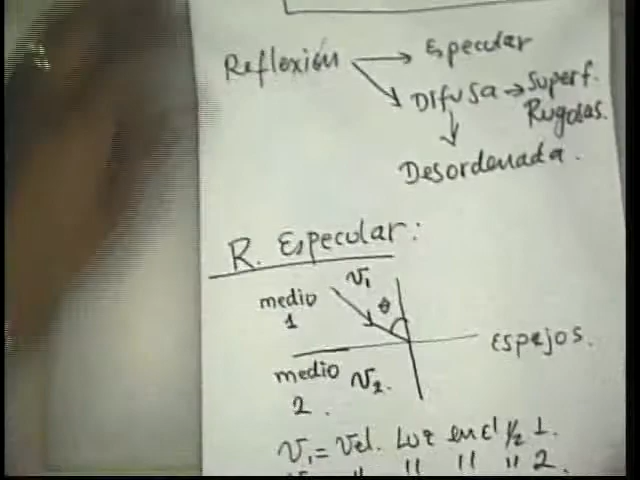 Reflexión → Especular
Difusa → Superf.
Rugosas.
Desordenada.
R. Especular:
medio V₁
1 θ
Espejos.
medio V₂.
2.
V₁ = Vel. Luz en el 1/2 1.
" " " " 2.